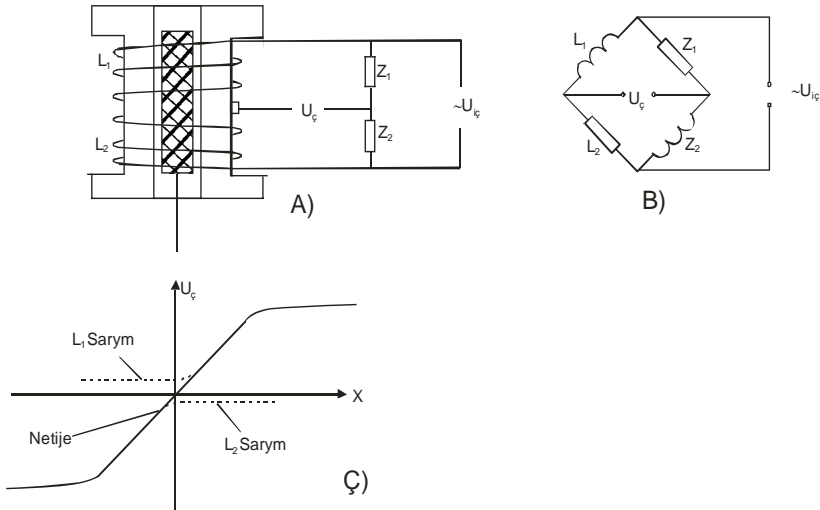 L1
L2
Uç
Z1
Z2
~Uiç
A)
L1
Z1
Uç
L2
Z2
~Uiç
B)
Uç
L1 Sarym
X
Netije
L2 Sarym
Ç)